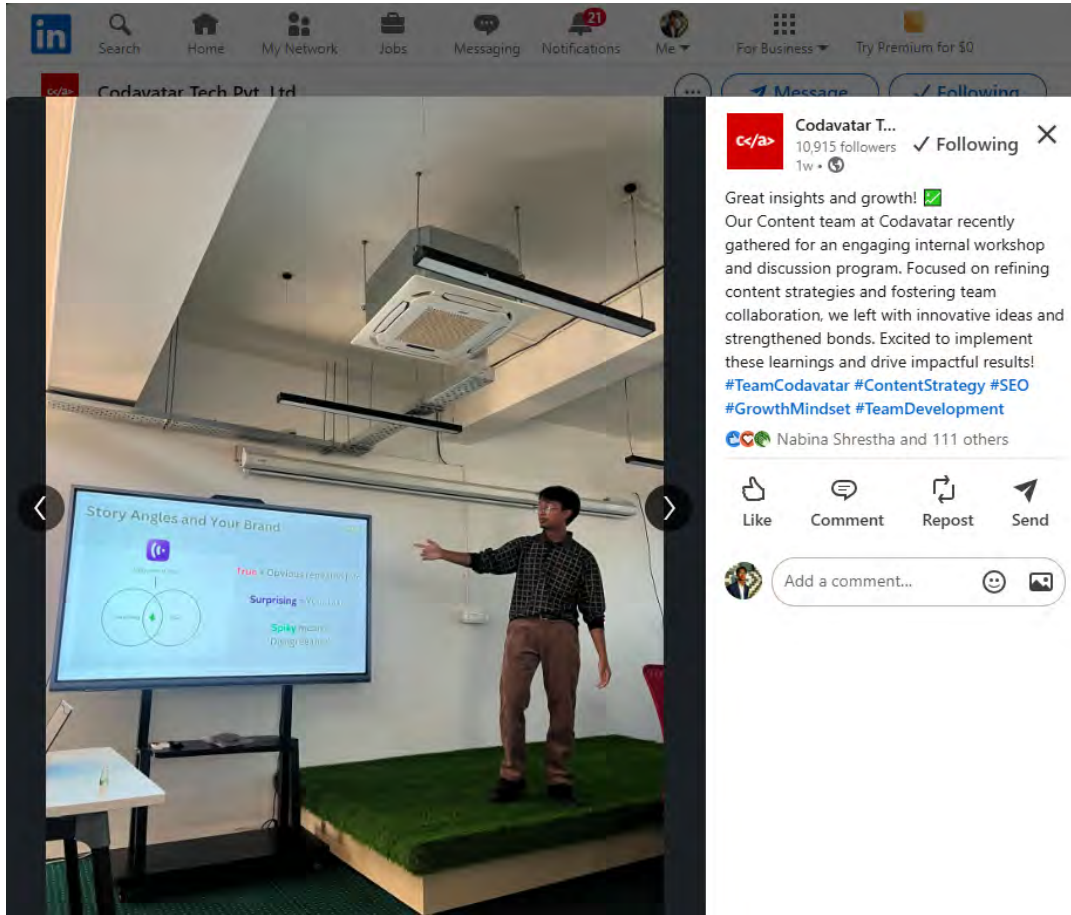 in
21
Search
Home
My Network
Jobs
Messaging
Notifications
Me
For Business
Try Premium for $0
c</a>
Codavatar Tech Pvt. Ltd
Message
Following
c</a>
Codavatar T...
10,915 followers
1w •
Following
Great insights and growth!
Our Content team at Codavatar recently
gathered for an engaging internal workshop
and discussion program. Focused on refining
content strategies and fostering team
collaboration, we left with innovative ideas and
strengthened bonds. Excited to implement
these learnings and drive impactful results!
#TeamCodavatar #ContentStrategy #SEO
#GrowthMindset #TeamDevelopment
Nabina Shrestha and 111 others
Like
Comment
Repost
Send
Add a comment...
Story Angles and Your Brand
True = Obvious
Surprising
Spiky